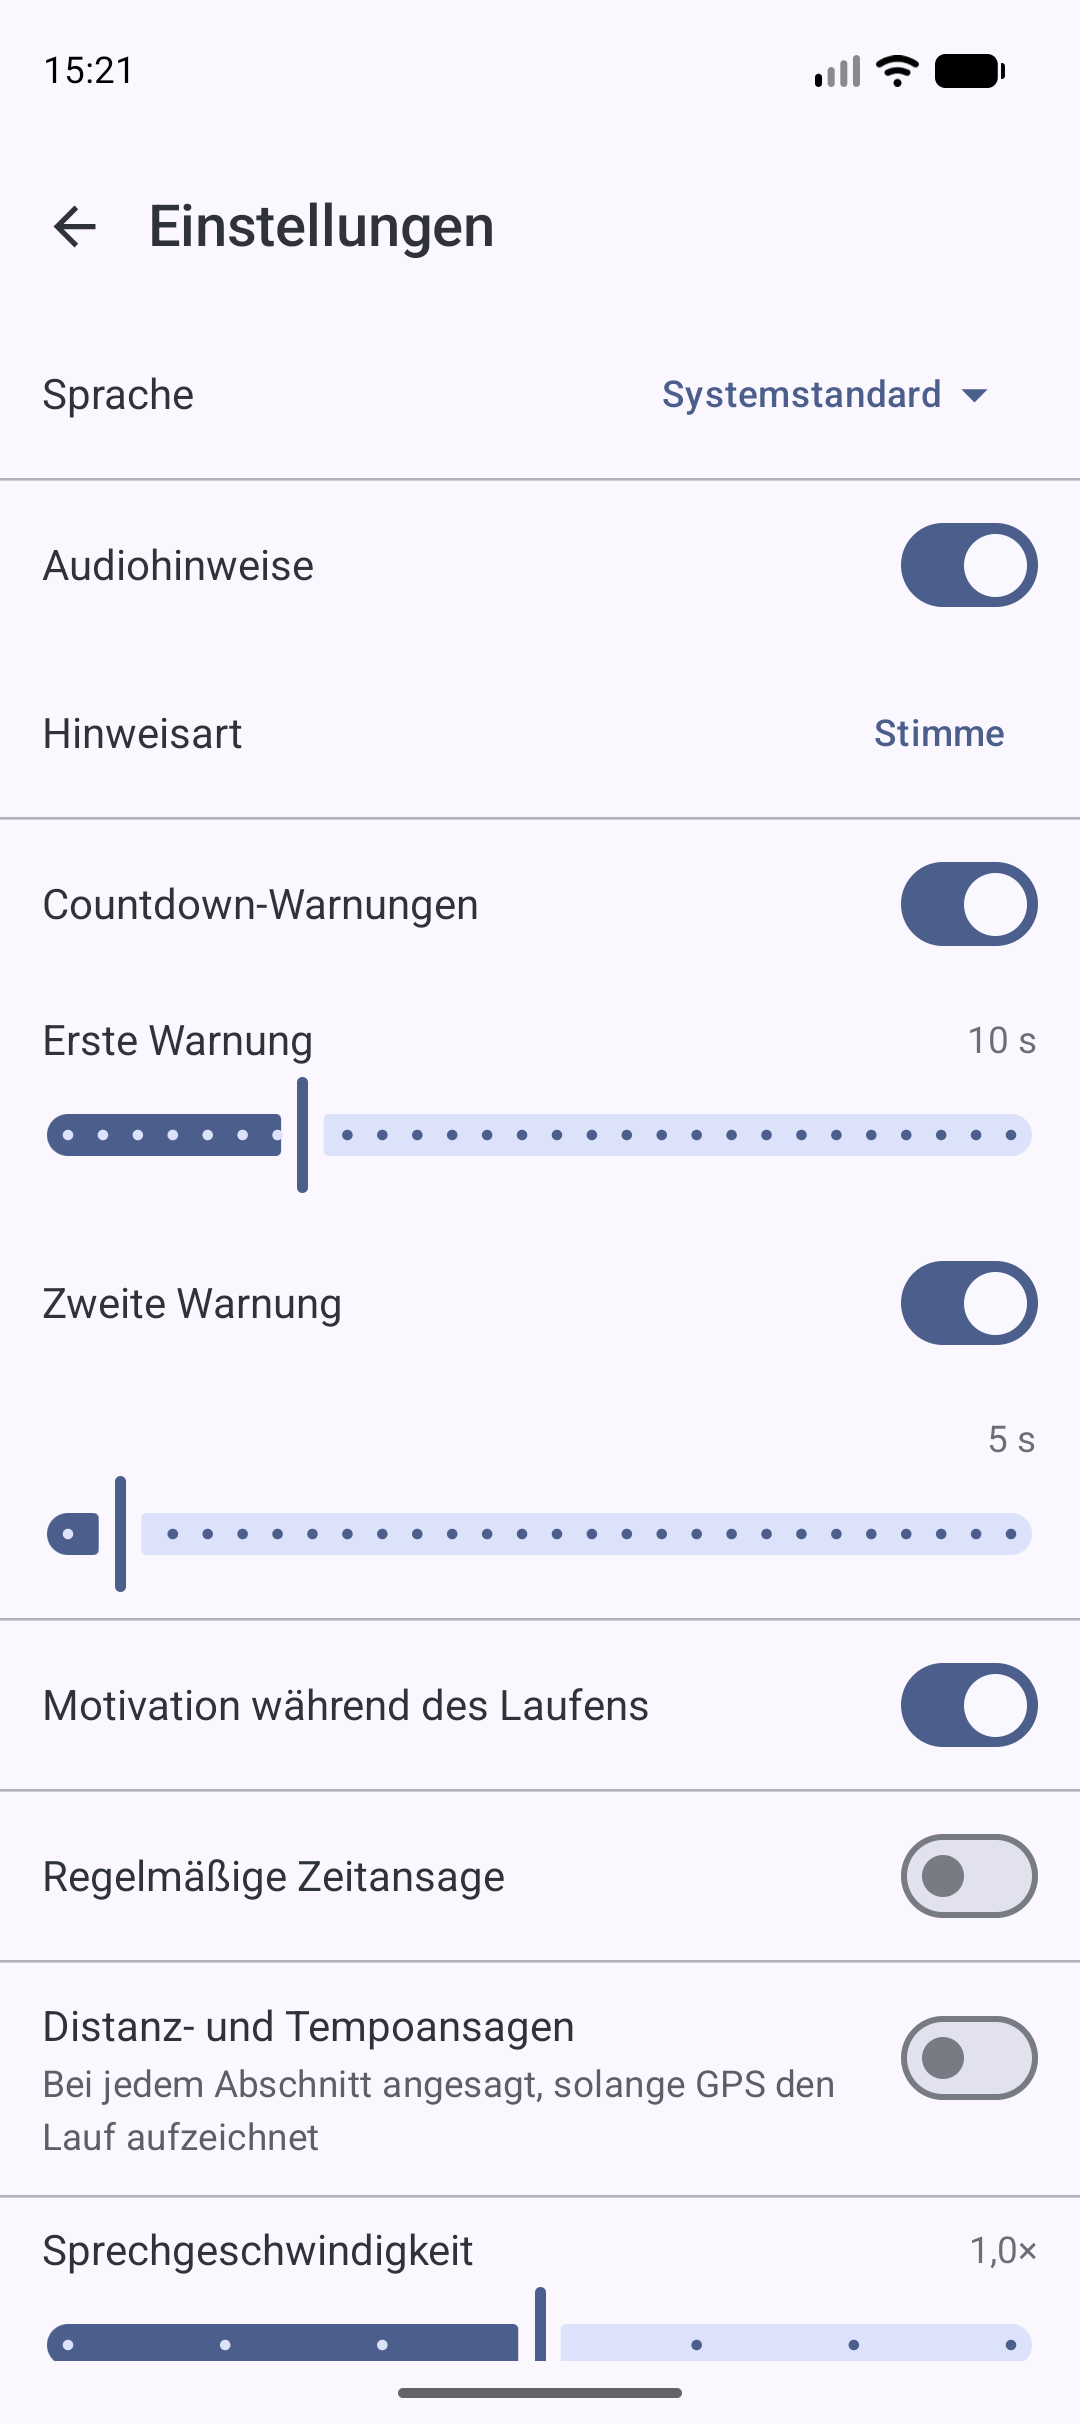 15:21
Einstellungen
Sprache
Systemstandard
Audiohinweise
Hinweisart
Stimme
Countdown-Warnungen
Erste Warnung
10 s
Zweite Warnung
5 s
Motivation während des Laufens
Regelmäßige Zeitansage
Distanz- und Tempoansagen
Bei jedem Abschnitt angesagt, solange GPS den
Lauf aufzeichnet
Sprechgeschwindigkeit
1,0×